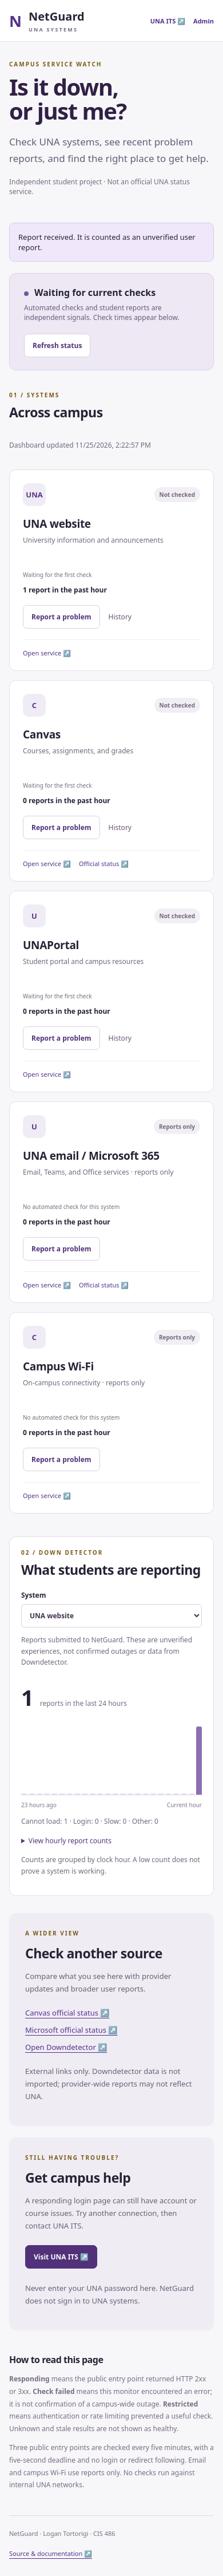 N NetGuard
UNA SYSTEMS
UNA ITS ↗ Admin
CAMPUS SERVICE WATCH
Is it down,
or just me?
Check UNA systems, see recent problem
reports, and find the right place to get help.
Independent student project · Not an official UNA status
service.
Report received. It is counted as an unverified user
report.
Waiting for current checks
Automated checks and student reports are
independent signals. Check times appear below.
Refresh status
01 / SYSTEMS
Across campus
Dashboard updated 11/25/2026, 2:22:57 PM
UNA
Not checked
UNA website
University information and announcements
Waiting for the first check
1 report in the past hour
Report a problem History
Open service ↗
C
Not checked
Canvas
Courses, assignments, and grades
Waiting for the first check
0 reports in the past hour
Report a problem History
Open service ↗ Official status ↗
U
Not checked
UNAPortal
Student portal and campus resources
Waiting for the first check
0 reports in the past hour
Report a problem History
Open service ↗
U
Reports only
UNA email / Microsoft 365
Email, Teams, and Office services · reports only
No automated check for this system
0 reports in the past hour
Report a problem
Open service ↗ Official status ↗
C
Reports only
Campus Wi-Fi
On-campus connectivity · reports only
No automated check for this system
0 reports in the past hour
Report a problem
Open service ↗
02 / DOWN DETECTOR
What students are reporting
System
UNA website
Reports submitted to NetGuard. These are unverified
experiences, not confirmed outages or data from
Downdetector.
1 reports in the last 24 hours
23 hours ago Current hour
Cannot load: 1 · Login: 0 · Slow: 0 · Other: 0
▶ View hourly report counts
Counts are grouped by clock hour. A low count does not
prove a system is working.
A WIDER VIEW
Check another source
Compare what you see here with provider
updates and broader user reports.
Canvas official status ↗
Microsoft official status ↗
Open Downdetector ↗
External links only. Downdetector data is not
imported; provider-wide reports may not reflect
UNA.
STILL HAVING TROUBLE?
Get campus help
A responding login page can still have account or
course issues. Try another connection, then
contact UNA ITS.
Visit UNA ITS ↗
Never enter your UNA password here. NetGuard
does not sign in to UNA systems.
How to read this page
Responding means the public entry point returned HTTP 2xx
or 3xx. Check failed means this monitor encountered an error;
it is not confirmation of a campus-wide outage. Restricted
means authentication or rate limiting prevented a useful check.
Unknown and stale results are not shown as healthy.
Three public entry points are checked every five minutes, with a
five-second deadline and no login or redirect following. Email
and campus Wi-Fi use reports only. No checks run against
internal UNA networks.
NetGuard · Logan Tortorigi · CIS 486
Source & documentation ↗